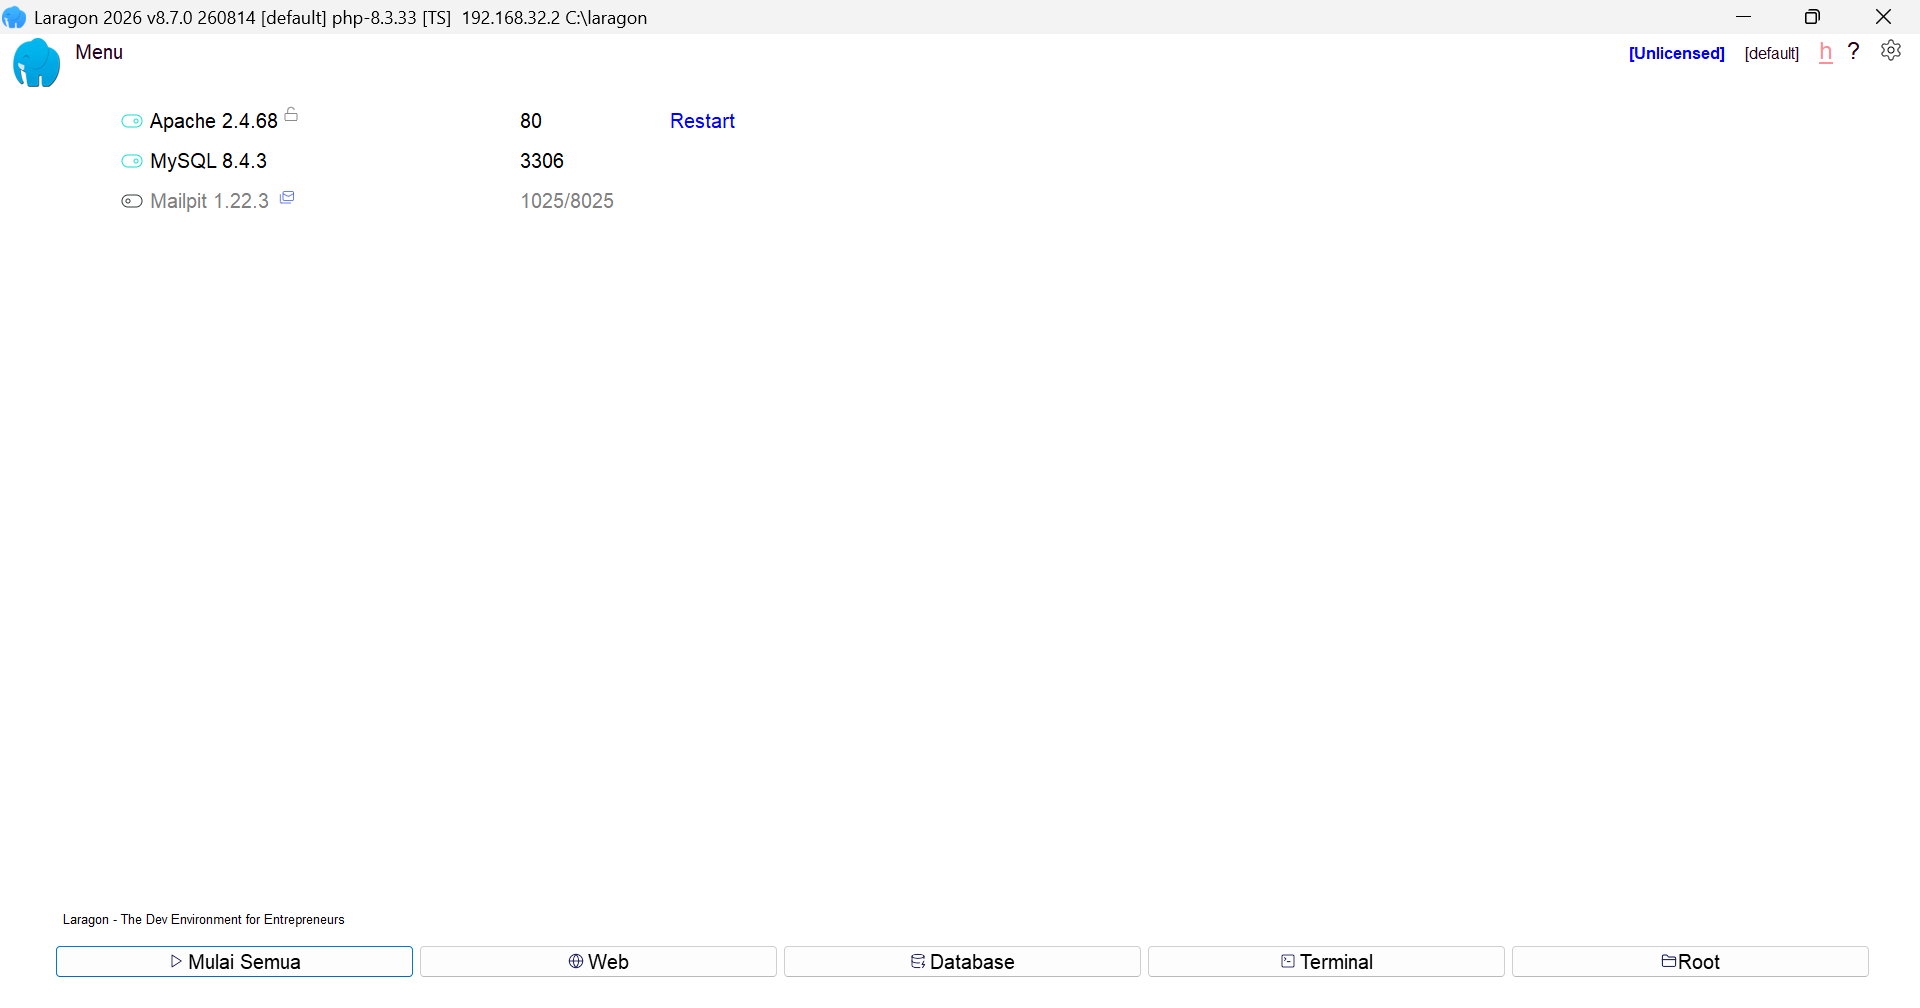 Laragon 2026 v8.7.0 260814 [default] php-8.3.33 [TS]  192.168.32.2 C:\laragon
Menu
[Unlicensed] [default] h ?
Apache 2.4.68 80 Restart
MySQL 8.4.3 3306
Mailpit 1.22.3 1025/8025
Laragon - The Dev Environment for Entrepreneurs
Mulai Semua Web Database Terminal Root